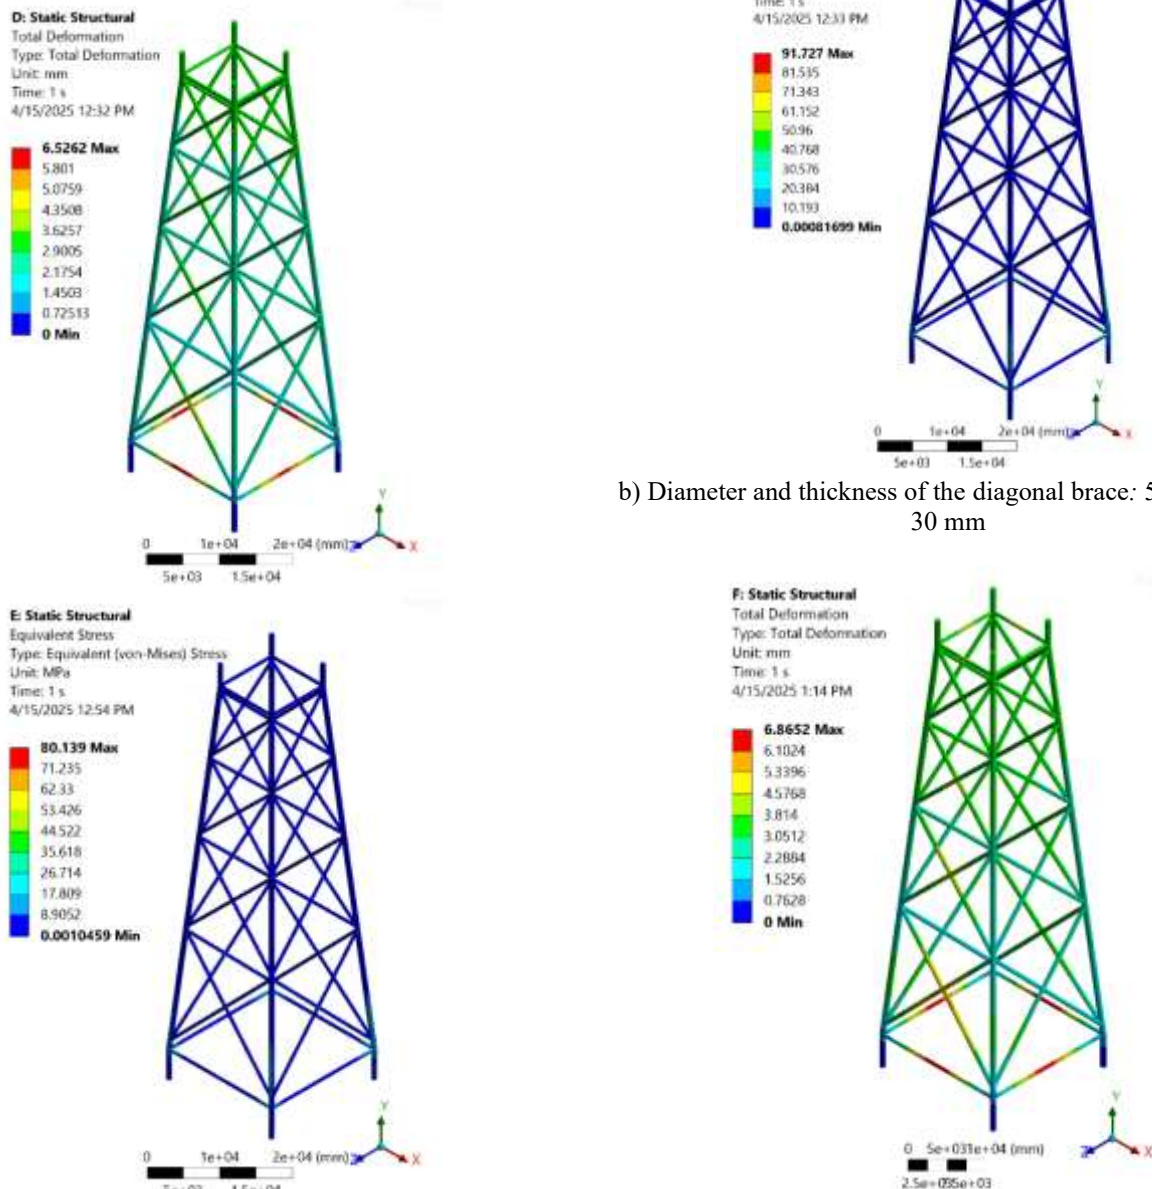 D: Static Structural
Total Deformation
Type: Total Deformation
Unit: mm
Time: 1 s
4/15/2025 12:32 PM
6.5262 Max
5.801
5.0759
4.3508
3.6257
2.9005
2.1754
1.4503
0.72513
0 Min
Y
X
0 1e+04 2e+04 (mm)
5e+03 1.5e+04
Time: 1 s
4/15/2025 12:33 PM
91.727 Max
81.535
71.343
61.152
50.96
40.768
30.576
20.384
10.193
0.00081699 Min
Y
X
0 1e+04 2e+04 (mm)
5e+03 1.5e+04
b) Diameter and thickness of the diagonal brace: 5
30 mm
E: Static Structural
Equivalent Stress
Type: Equivalent (von-Mises) Stress
Unit: MPa
Time: 1 s
4/15/2025 12:54 PM
80.139 Max
71.235
62.33
53.426
44.522
35.618
26.714
17.809
8.9052
0.0010459 Min
Y
Z X
0 1e+04 2e+04 (mm)
F: Static Structural
Total Deformation
Type: Total Deformation
Unit: mm
Time: 1 s
4/15/2025 1:14 PM
6.8652 Max
6.1024
5.3396
4.5768
3.814
3.0512
2.2884
1.5256
0.7628
0 Min
Y
Z X
0 5e+031e+04 (mm)